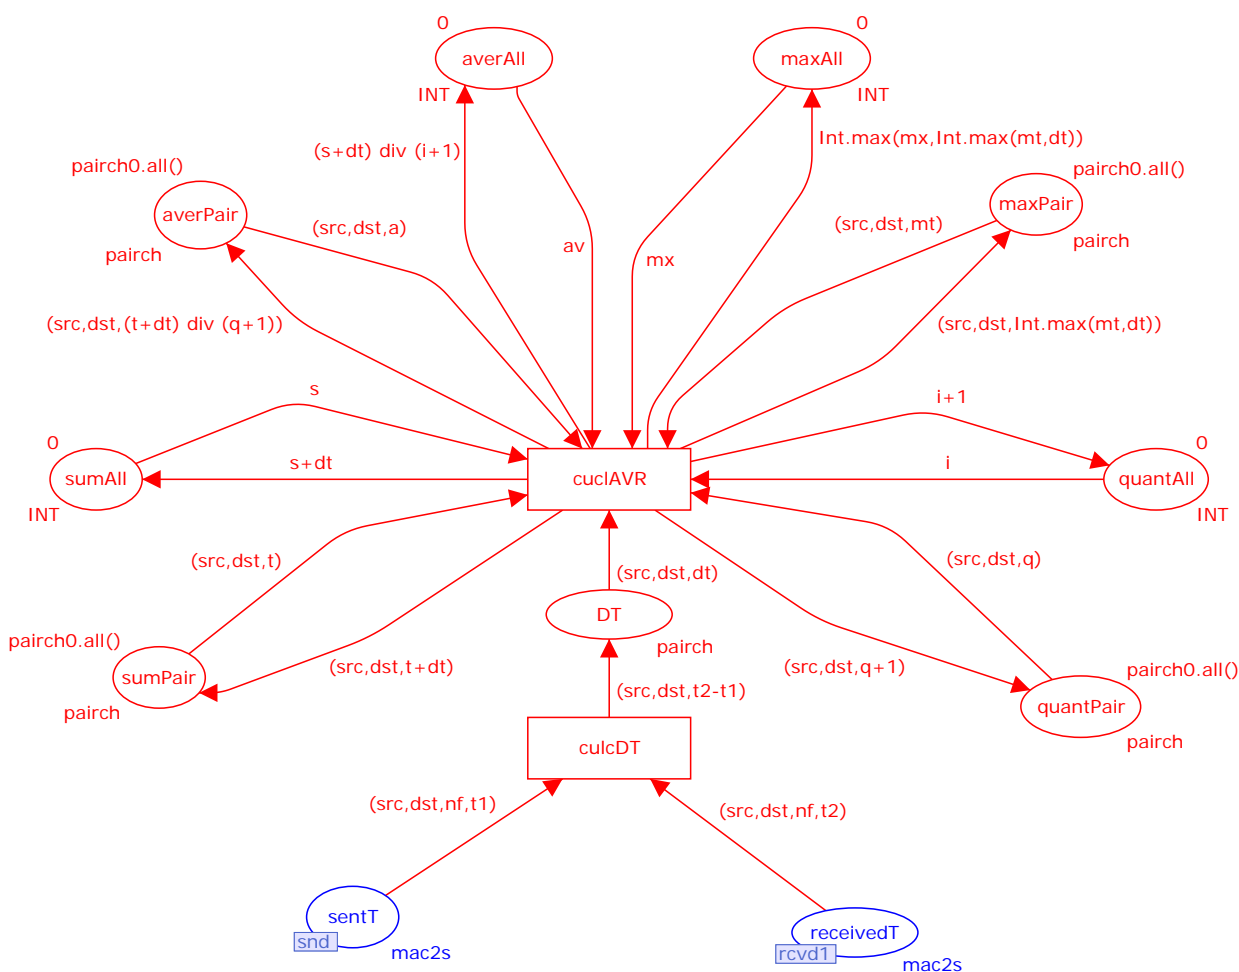 0
averAll
INT
0
maxAll
INT
(s+dt) div (i+1)
Int.max(mx,Int.max(mt,dt))
pairch0.all()
averPair
pairch
(src,dst,a)
av
mx
(src,dst,mt)
pairch0.all()
maxPair
pairch
(src,dst,(t+dt) div (q+1))
(src,dst,Int.max(mt,dt))
s
i+1
0
sumAll
INT
s+dt
cuclAVR
i
0
quantAll
INT
(src,dst,t)
(src,dst,dt)
(src,dst,q)
DT
pairch
pairch0.all()
sumPair
pairch
(src,dst,t+dt)
(src,dst,t2-t1)
(src,dst,q+1)
pairch0.all()
quantPair
pairch
culcDT
(src,dst,nf,t1)
(src,dst,nf,t2)
sentT
snd
mac2s
receivedT
rcvd1
mac2s